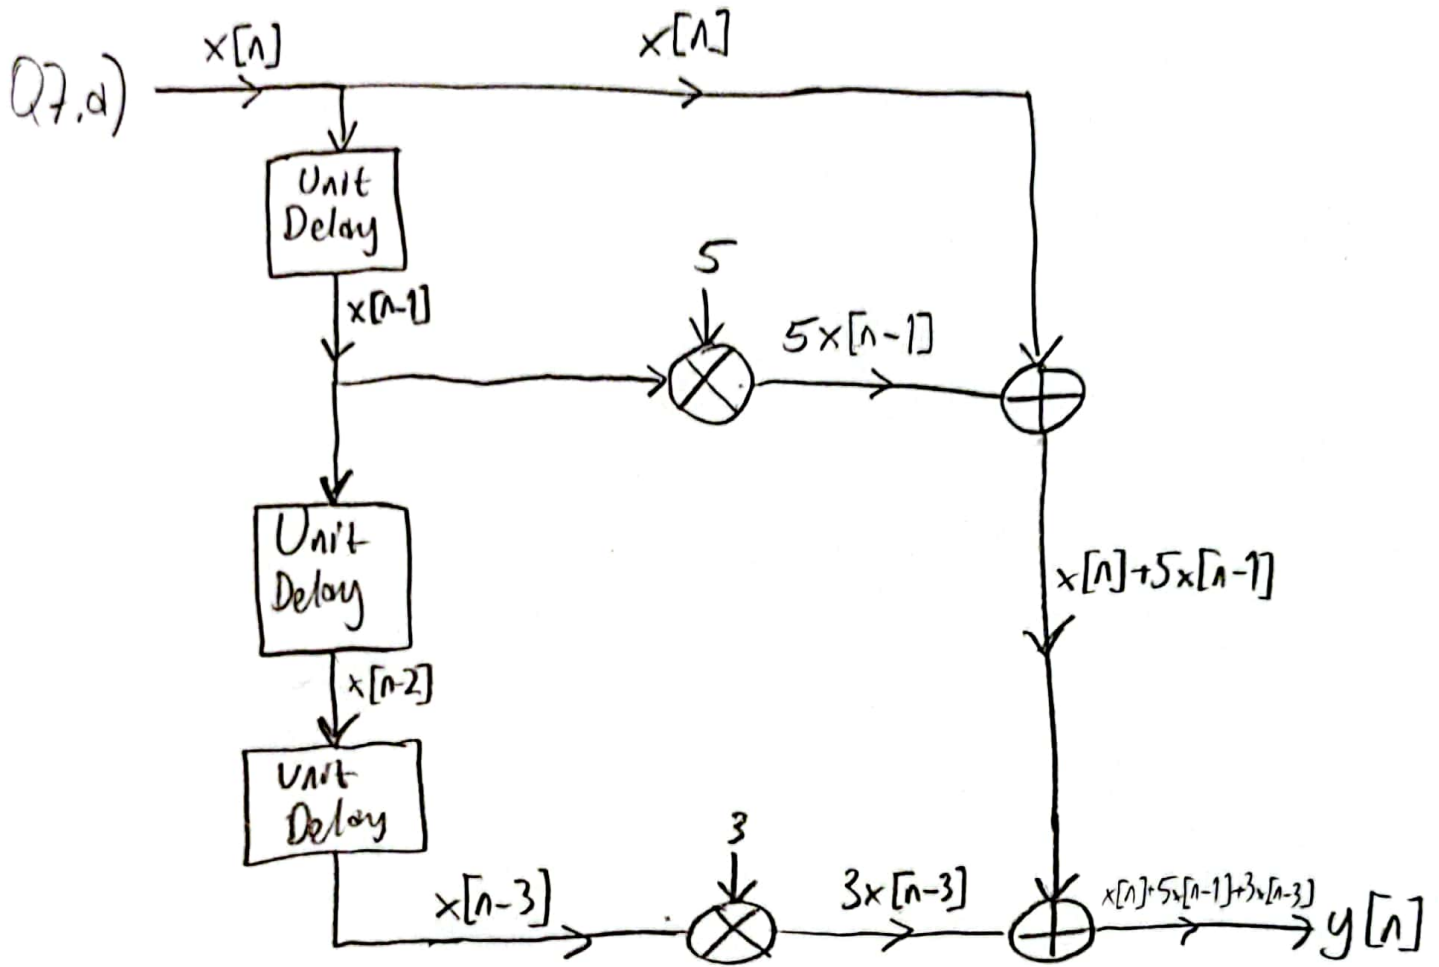 Q7.a)
x[n]
x[n]
Unit
Delay
x[n-1]
5
5x[n-1]
Unit
Delay
x[n]+5x[n-1]
x[n-2]
Unit
Delay
x[n-3]
3
3x[n-3]
x[n]+5x[n-1]+3x[n-3]
y[n]